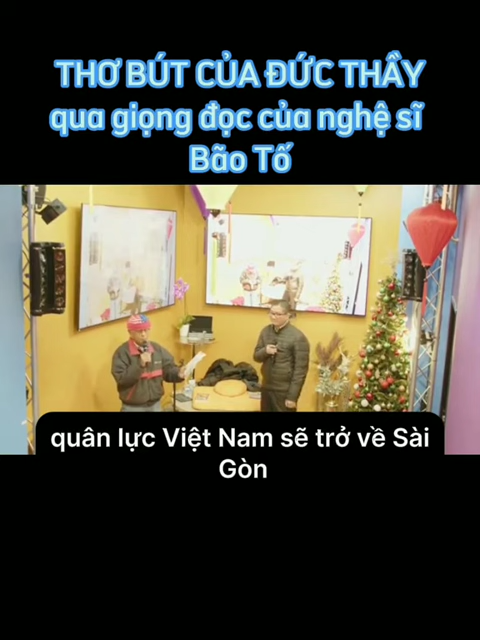 THƠ BÚT CỦA ĐỨC THẦY
qua giọng đọc của nghệ sĩ
Bão Tố
quân lực Việt Nam sẽ trở về Sài
Gòn